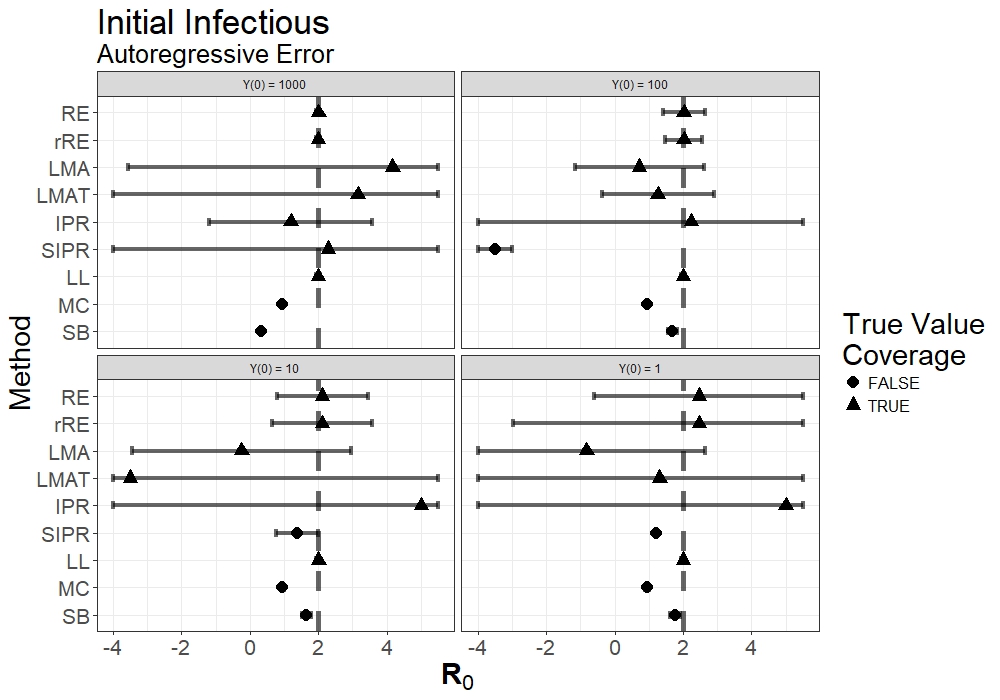 Initial Infectious
Autoregressive Error
Y(0) = 1000
Y(0) = 100
RE
rRE
LMA
LMAT
IPR
SIPR
LL
MC
SB
Method
Y(0) = 10
Y(0) = 1
RE
rRE
LMA
LMAT
IPR
SIPR
LL
MC
SB
-4 -2 0 2 4 -4 -2 0 2 4
R0
True Value
Coverage
FALSE
TRUE